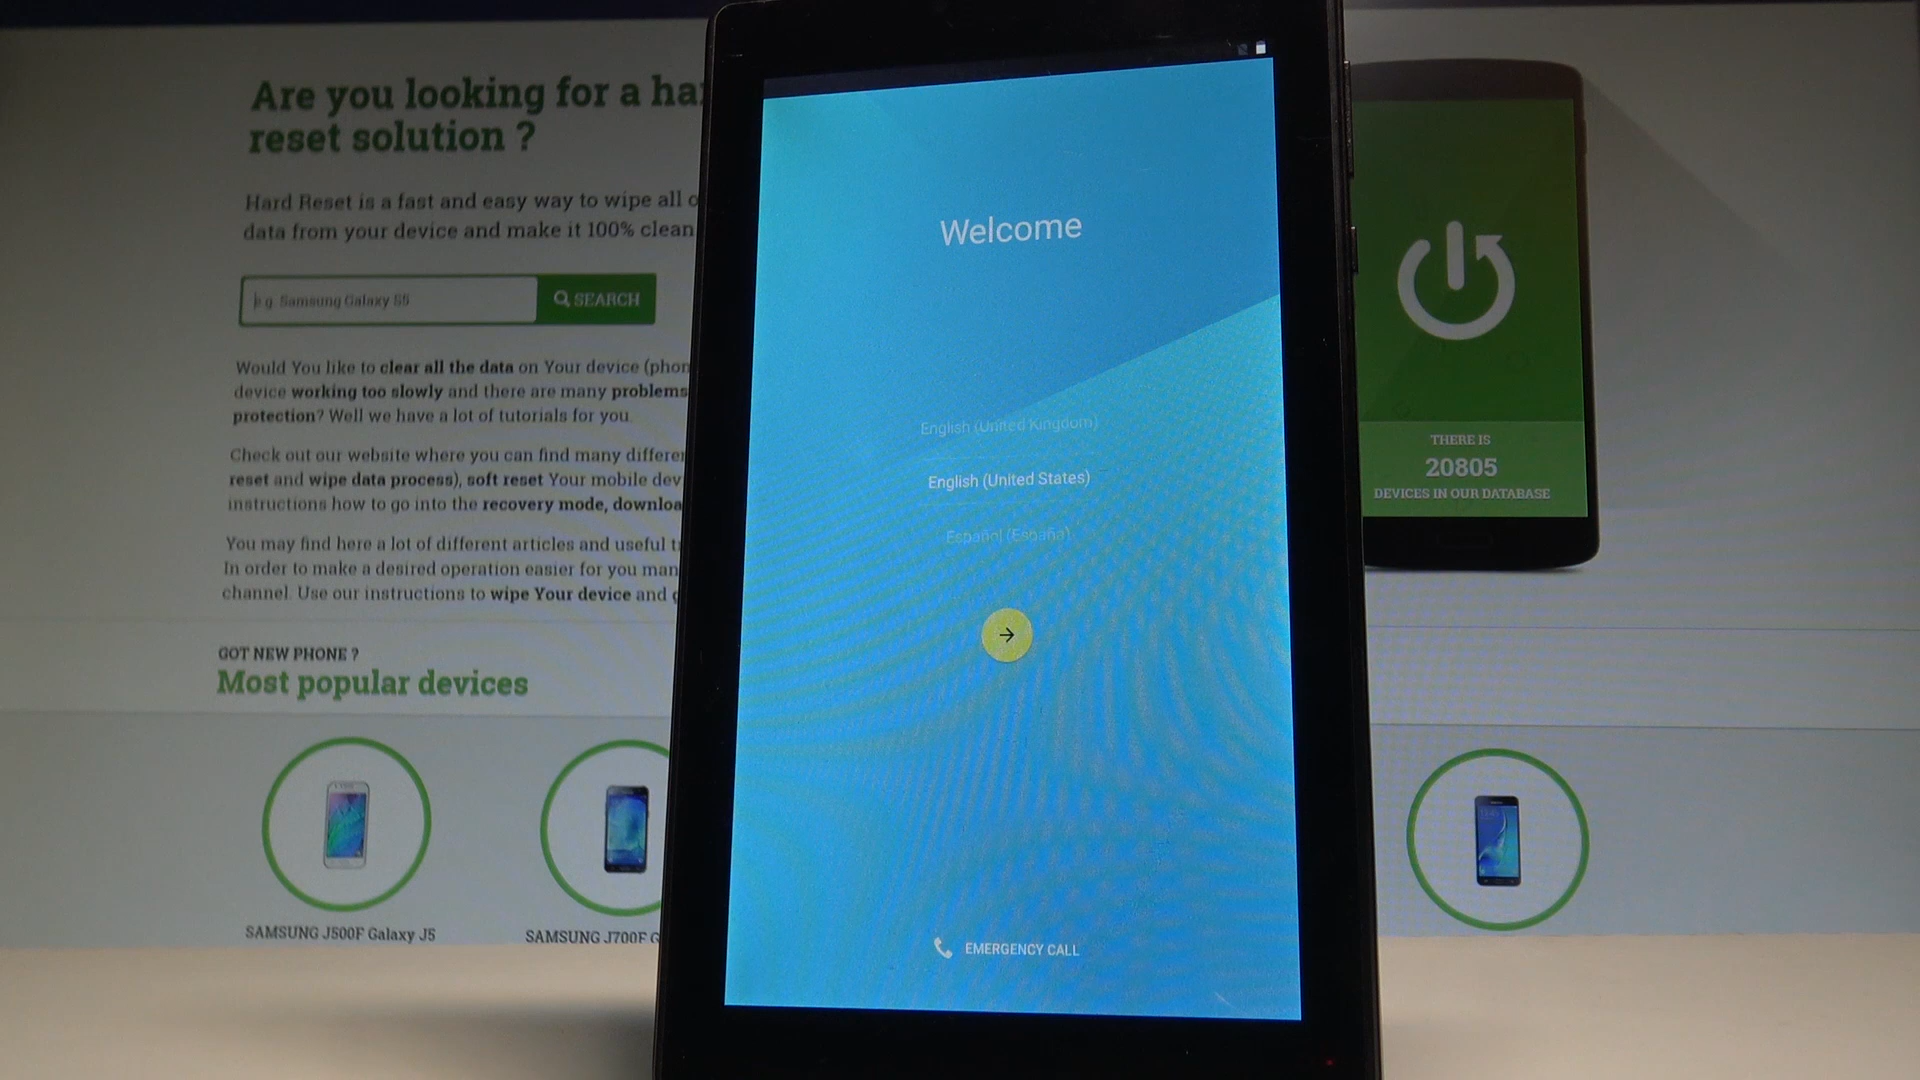 Are you looking for a ha
reset solution ?
Hard Reset is a fast and easy way to wipe all
data from your device and make it 100% clean
e.g. Samsung Galaxy S5
SEARCH
Would You like to clear all the data on Your device (phon
device working too slowly and there are many problems
protection? Well we have a lot of tutorials for you.
Check out our website where you can find many differe
reset and wipe data process), soft reset Your mobile dev
instructions how to go into the recovery mode, downloa
You may find here a lot of different articles and useful t
In order to make a desired operation easier for you man
channel. Use our instructions to wipe Your device and
GOT NEW PHONE ?
Most popular devices
SAMSUNG J500F Galaxy J5
SAMSUNG J700F G
Welcome
English (United Kingdom)
English (United States)
Español (España)
EMERGENCY CALL
THERE IS
20805
DEVICES IN OUR DATABASE